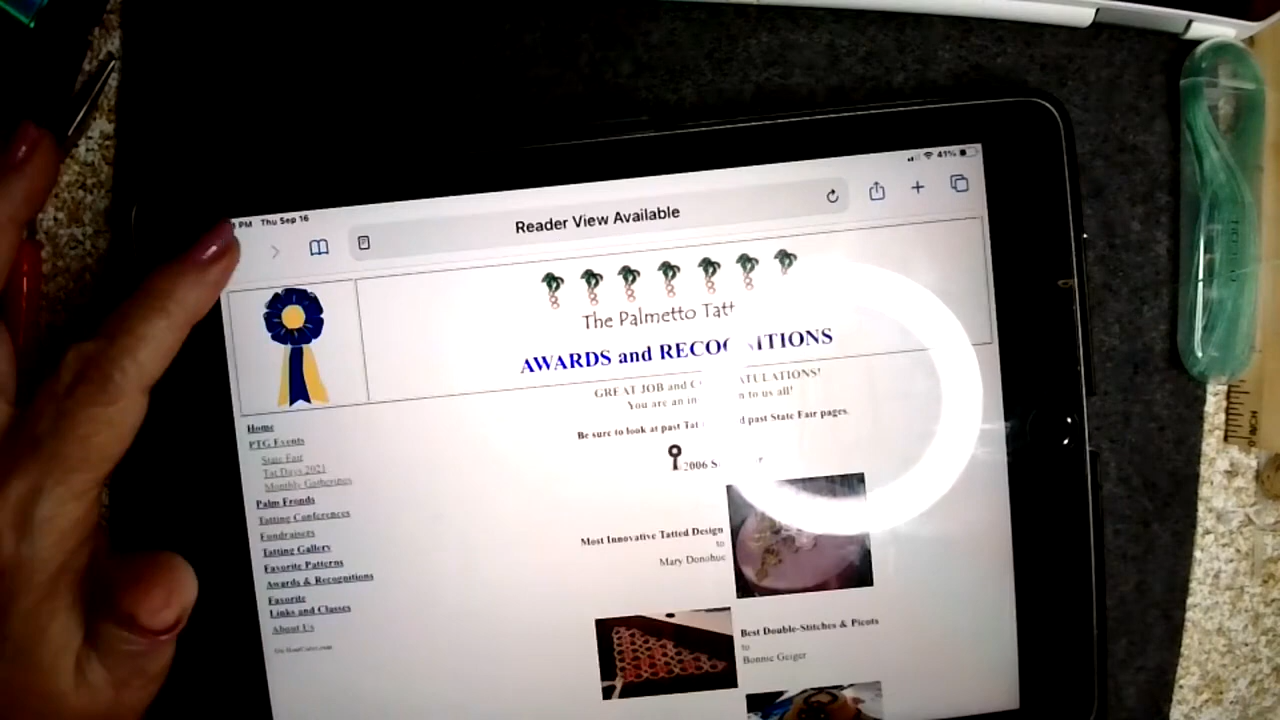 PM Thu Sep 16
41%
Reader View Available
The Palmetto Tatt
AWARDS and RECOG ITIONS
GREAT JOB and C ATULATIONS!
You are an in n to us all!
Be sure to look at past Tat d past State Fair pages.
2006 S
Home
PTG Events
State Fair
Tat Days 2021
Monthly Gatherings
Palm Fronds
Tatting Conferences
Fundraisers
Tatting Gallery
Favorite Patterns
Awards & Recognitions
Favorite
Links and Classes
About Us
Most Innovative Tatted Design
to
Mary Donohue
Best Double-Stitches & Picots
to
Bonnie Geiger